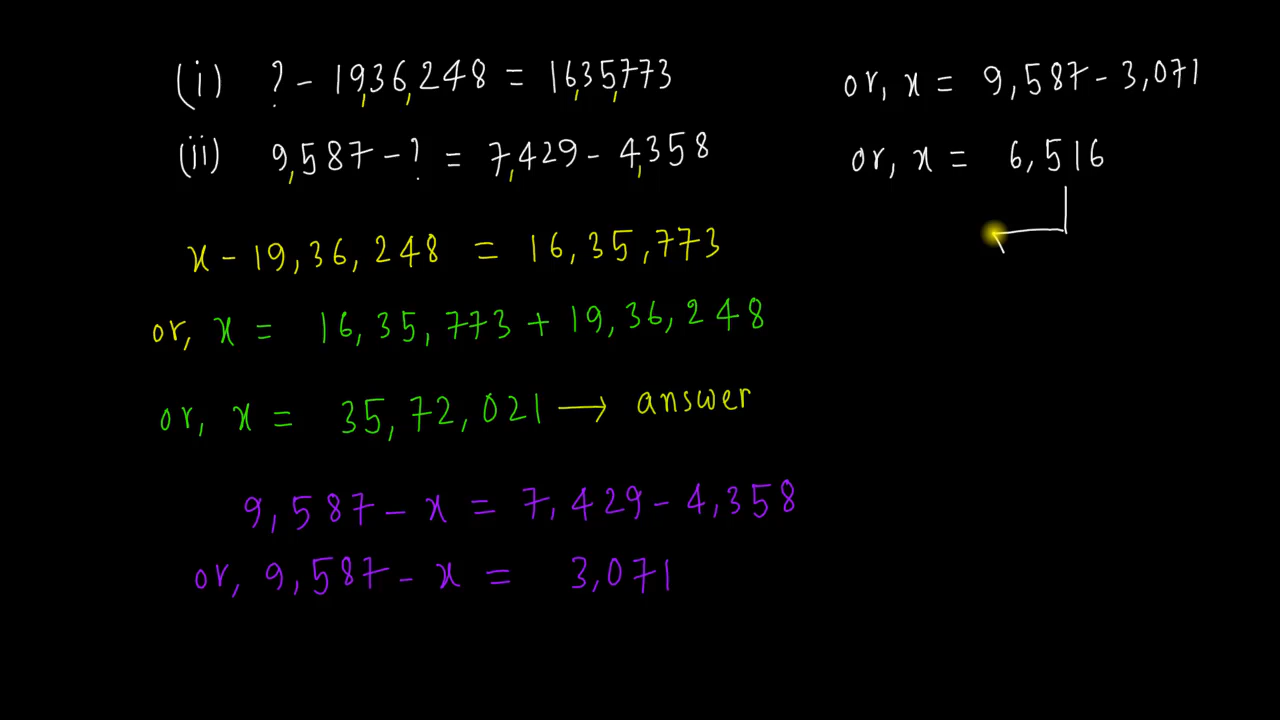 (i) ? - 19,36,248 = 16,35,773
(ii) 9,587 - ? = 7,429 - 4,358
x - 19,36,248 = 16,35,773
or, x = 16,35,773 + 19,36,248
or, x = 35,72,021 → answer
9,587 - x = 7,429 - 4,358
or, 9,587 - x = 3,071
or, x = 9,587 - 3,071
or, x = 6,516